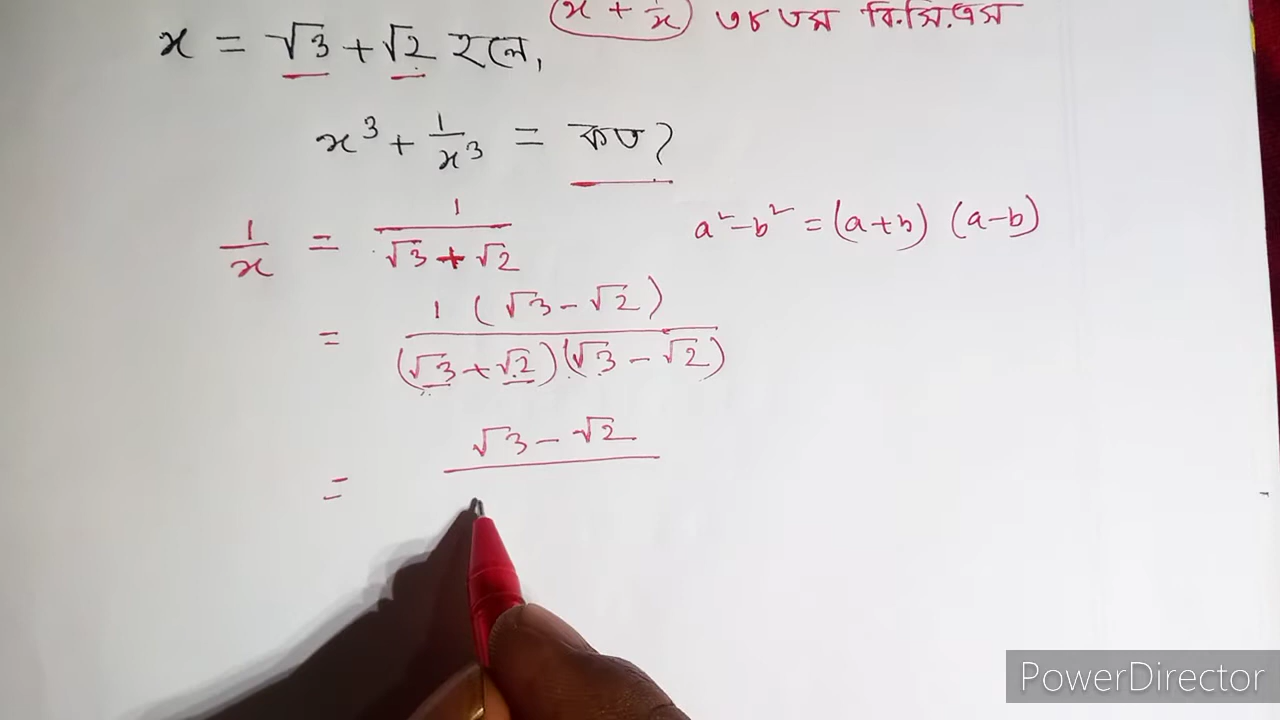 (x + 1/x) ৩৮তম বি.সি.এস
x = √3 + √2 হলে,
x³ + 1/x³ = কত?
1/x = 1/(√3 + √2)
a² – b² = (a+b) (a–b)
= 1 (√3 – √2)/(√3 + √2)(√3 – √2)
= √3 – √2
PowerDirector